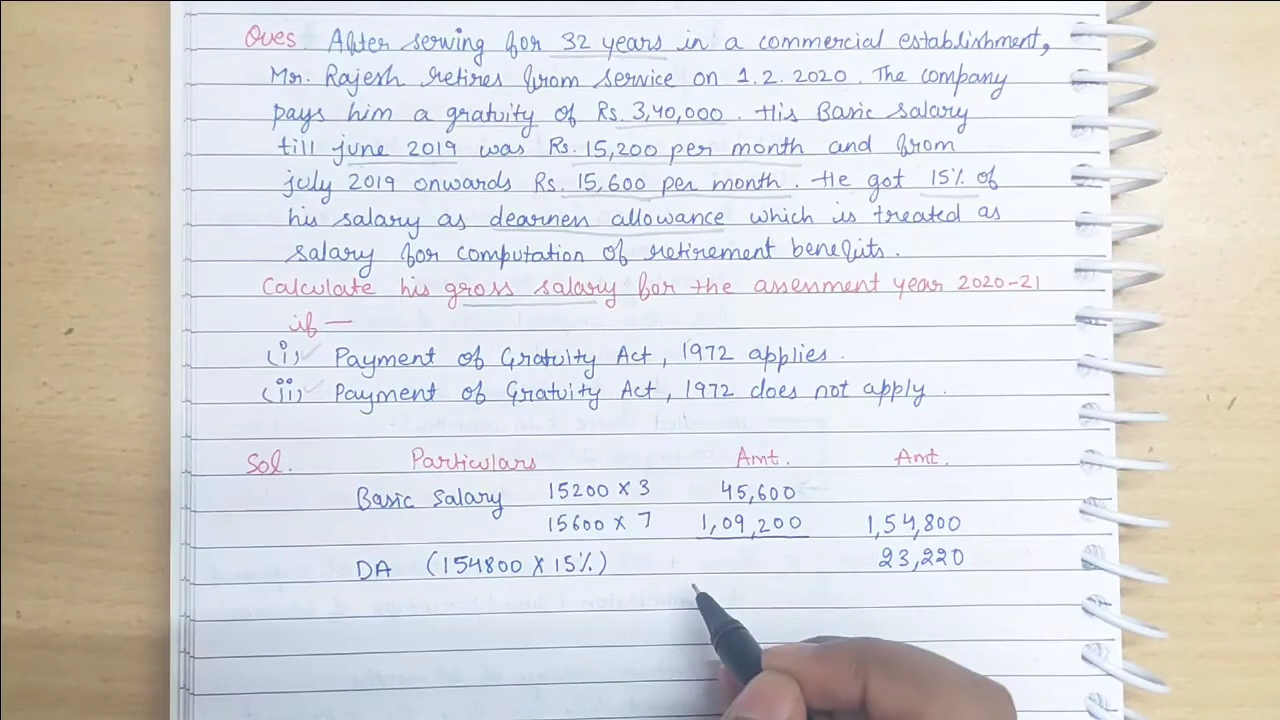 Ques. After serving for 32 years in a commercial establishment,
Mr. Rajesh retires from service on 1.2.2020. The company
pays him a gratuity of Rs. 3,40,000. His Basic salary
till june 2019 was Rs. 15,200 per month and from
july 2019 onwards Rs. 15,600 per month. He got 15% of
his salary as dearness allowance which is treated as
salary for computation of retirement benefits.
Calculate his gross salary for the assessment year 2020-21
if —
(i) Payment of Gratuity Act, 1972 applies.
(ii) Payment of Gratuity Act, 1972 does not apply.
Sol. Particulars Amt. Amt.
Basic Salary 15200 × 3 45,600
15600 × 7 1,09,200 1,54,800
DA (154800 × 15%) 23,220